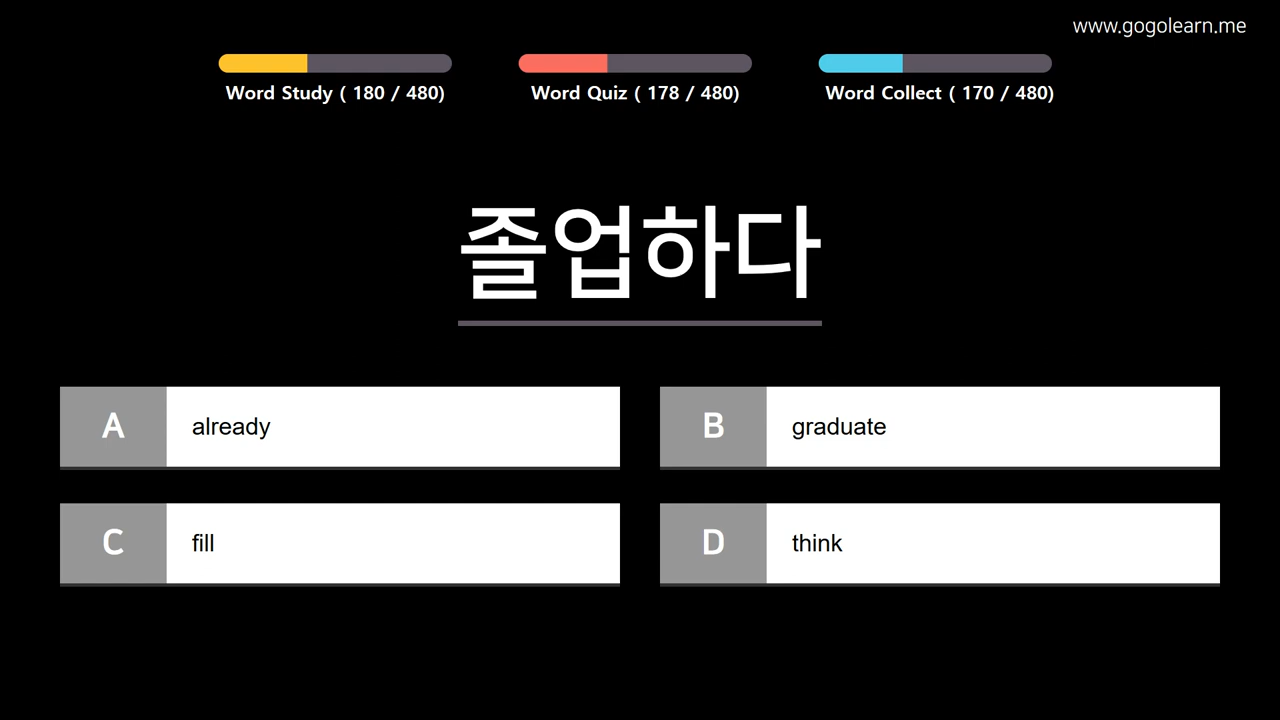 www.gogolearn.me
Word Study ( 180 / 480)
Word Quiz ( 178 / 480)
Word Collect ( 170 / 480)
졸업하다
A
already
B
graduate
C
fill
D
think